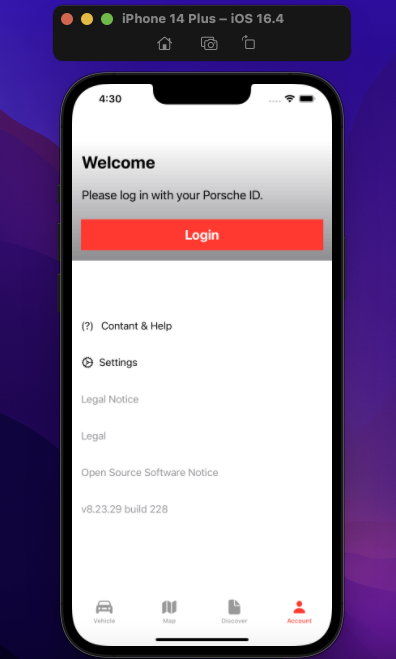 iPhone 14 Plus – iOS 16.4
4:30
Welcome
Please log in with your Porsche ID.
Login
(?) Contant & Help
Settings
Legal Notice
Legal
Open Source Software Notice
v8.23.29 build 228
Vehicle Map Discover Account